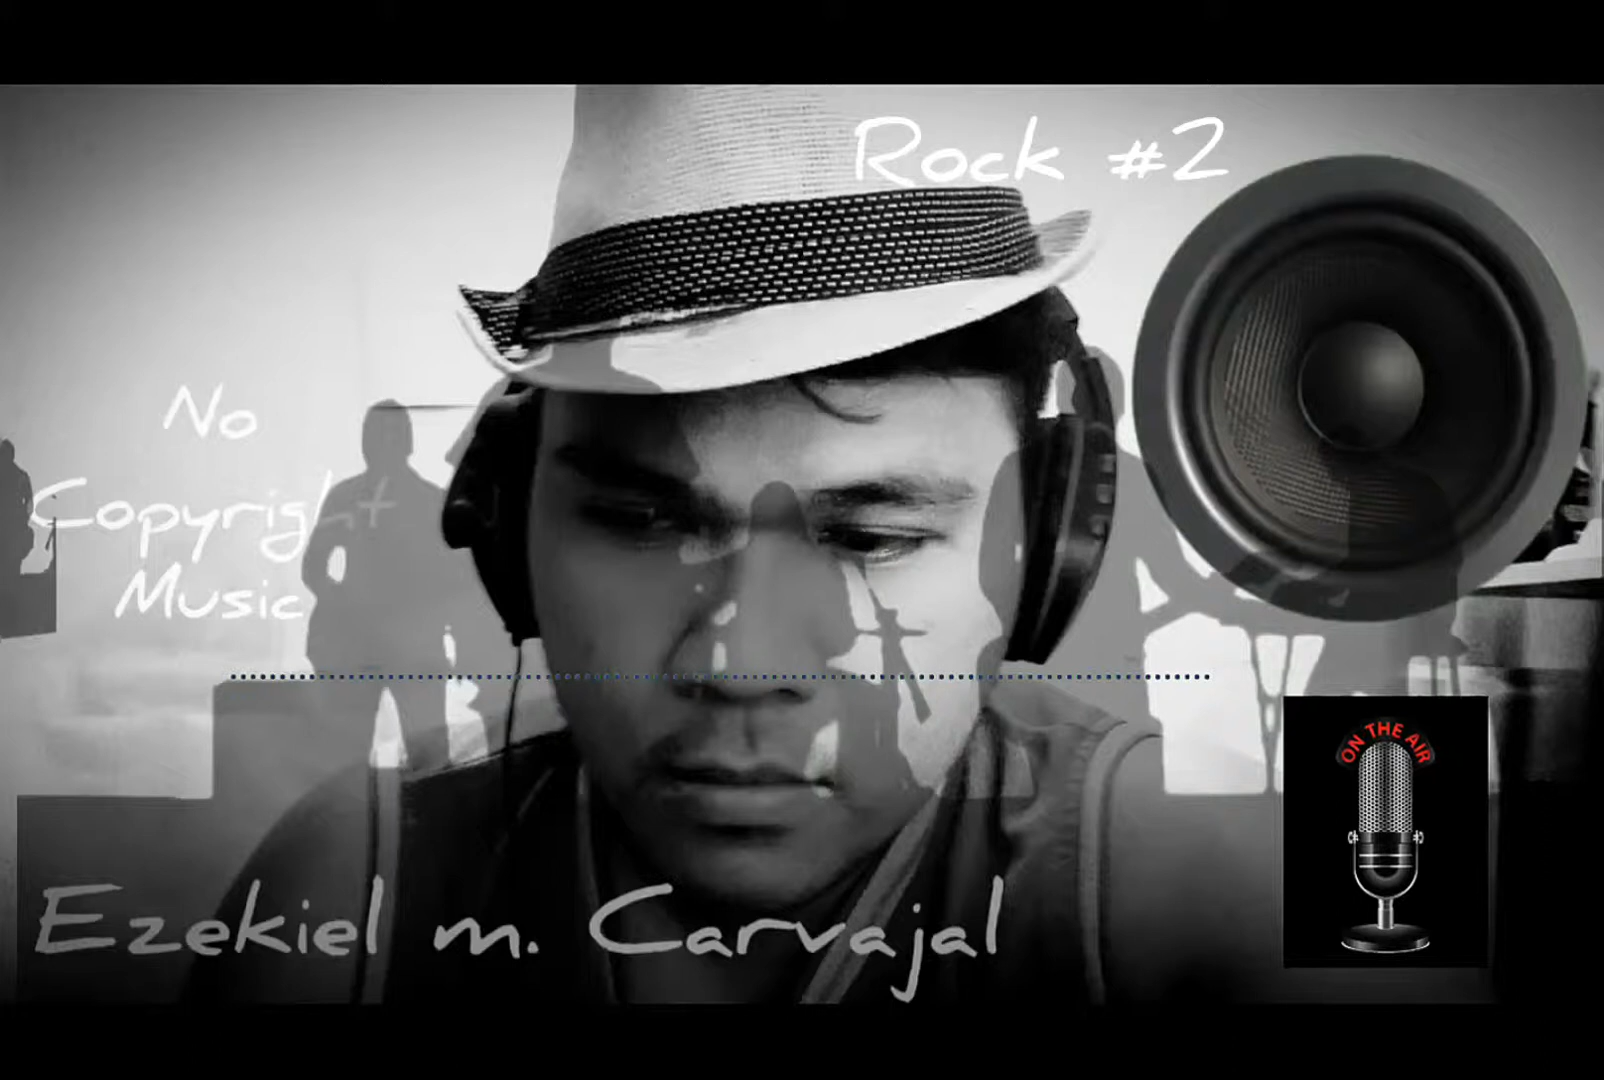 Rock #2
No
Copyright
Music
ON THE AIR
Ezekiel m. Carvajal